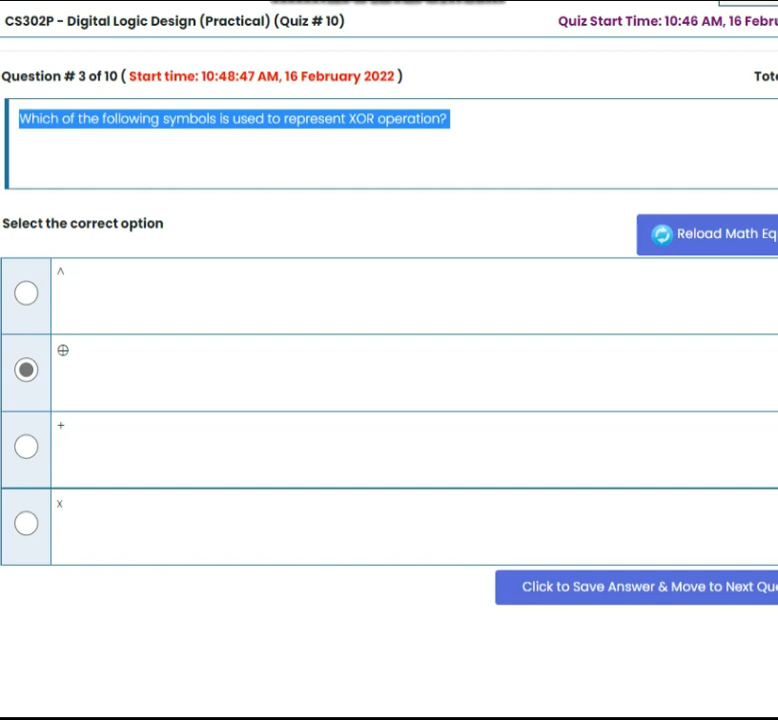 CS302P - Digital Logic Design (Practical) (Quiz # 10)
Quiz Start Time: 10:46 AM, 16 Febru
Question # 3 of 10 ( Start time: 10:48:47 AM, 16 February 2022 )
Tot
Which of the following symbols is used to represent XOR operation?
Select the correct option
Reload Math Eq
^
⊕
+
x
Click to Save Answer & Move to Next Que